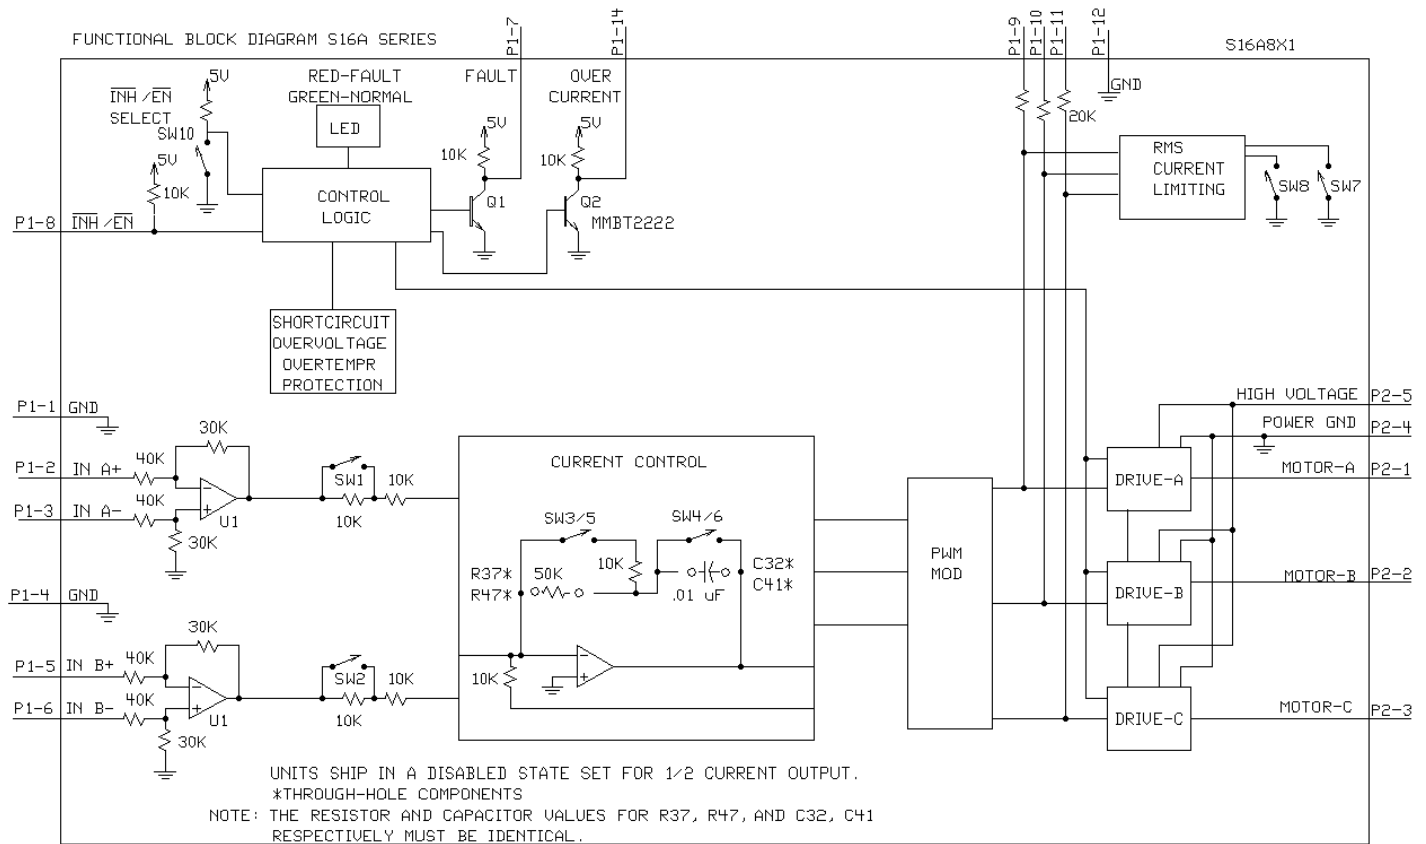 FUNCTIONAL BLOCK DIAGRAM S16A SERIES
P1-7
P1-14
P1-9
P1-10
P1-11
P1-12
S16A8X1
5V
INH/EN
SELECT
SW10
5V
10K
P1-8
INH/EN
RED-FAULT
GREEN-NORMAL
LED
CONTROL
LOGIC
FAULT
5V
10K
Q1
OVER
CURRENT
5V
10K
Q2
MMBT2222
GND
20K
RMS
CURRENT
LIMITING
SW8
SW7
SHORTCIRCUIT
OVERVOLTAGE
OVERTEMPR
PROTECTION
P1-1
GND
30K
P1-2
IN A+
40K
P1-3
IN A-
40K
-
+
U1
30K
SW1
10K
10K
P1-4
GND
30K
P1-5
IN B+
40K
P1-6
IN B-
40K
-
+
U1
30K
SW2
10K
10K
CURRENT CONTROL
SW3/5
SW4/6
10K
R37*
R47*
50K
C32*
C41*
.01 uF
10K
-
+
PWM
MOD
HIGH VOLTAGE
P2-5
POWER GND
P2-4
DRIVE-A
MOTOR-A
P2-1
DRIVE-B
MOTOR-B
P2-2
DRIVE-C
MOTOR-C
P2-3
UNITS SHIP IN A DISABLED STATE SET FOR 1/2 CURRENT OUTPUT.
*THROUGH-HOLE COMPONENTS
NOTE: THE RESISTOR AND CAPACITOR VALUES FOR R37, R47, AND C32, C41
RESPECTIVELY MUST BE IDENTICAL.